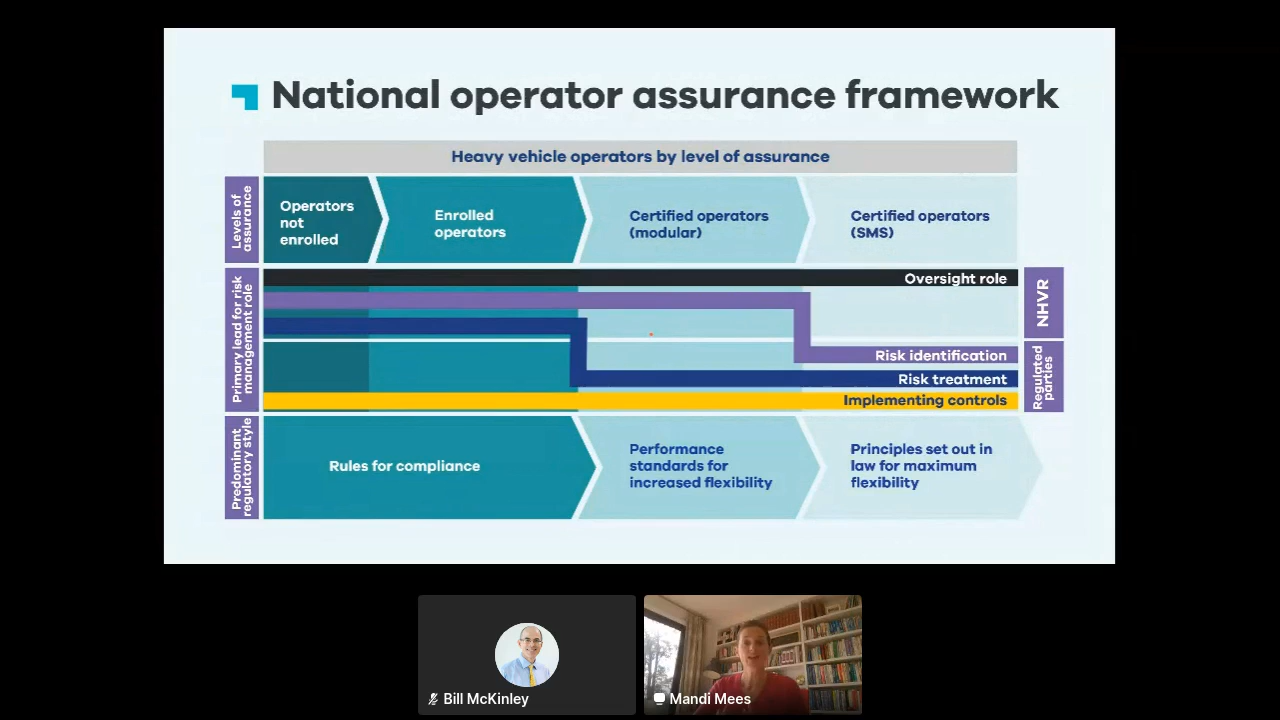 National operator assurance framework
Heavy vehicle operators by level of assurance
Levels of
assurance
Operators
not
enrolled
Enrolled
operators
Certified operators
(modular)
Certified operators
(SMS)
Primary lead for risk
management role
Oversight role
NHVR
Risk identification
Risk treatment
Implementing controls
Regulated
parties
Predominant
regulatory style
Rules for compliance
Performance
standards for
increased flexibility
Principles set out in
law for maximum
flexibility
Bill McKinley
Mandi Mees